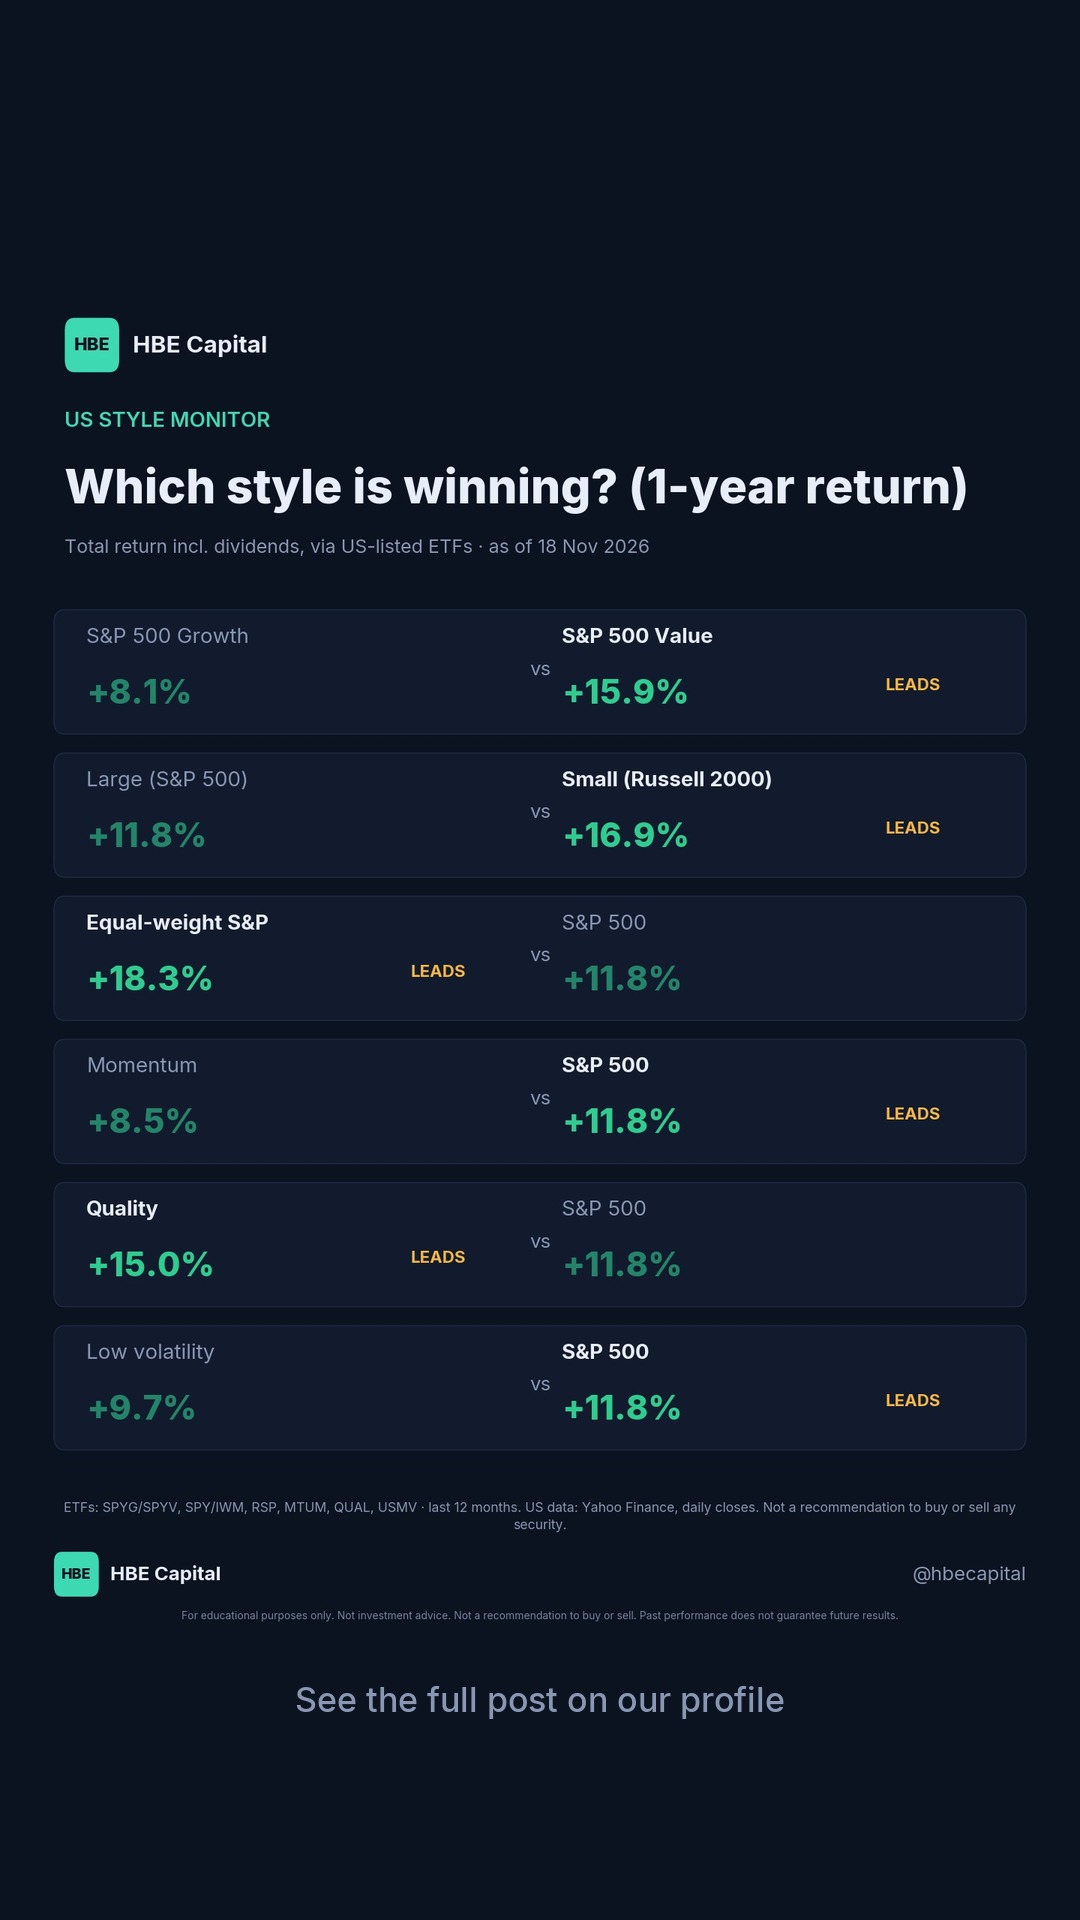 HBE HBE Capital
US STYLE MONITOR
Which style is winning? (1-year return)
Total return incl. dividends, via US-listed ETFs · as of 18 Nov 2026
S&P 500 Growth
+8.1%
vs
S&P 500 Value
+15.9%
LEADS
Large (S&P 500)
+11.8%
vs
Small (Russell 2000)
+16.9%
LEADS
Equal-weight S&P
+18.3%
LEADS
vs
S&P 500
+11.8%
Momentum
+8.5%
vs
S&P 500
+11.8%
LEADS
Quality
+15.0%
LEADS
vs
S&P 500
+11.8%
Low volatility
+9.7%
vs
S&P 500
+11.8%
LEADS
ETFs: SPYG/SPYV, SPY/IWM, RSP, MTUM, QUAL, USMV · last 12 months. US data: Yahoo Finance, daily closes. Not a recommendation to buy or sell any
security.
HBE HBE Capital
@hbecapital
For educational purposes only. Not investment advice. Not a recommendation to buy or sell. Past performance does not guarantee future results.
See the full post on our profile